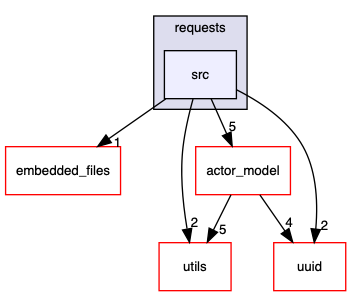 requests
src
1
5
embedded_files
actor_model
2
5
4
2
utils
uuid